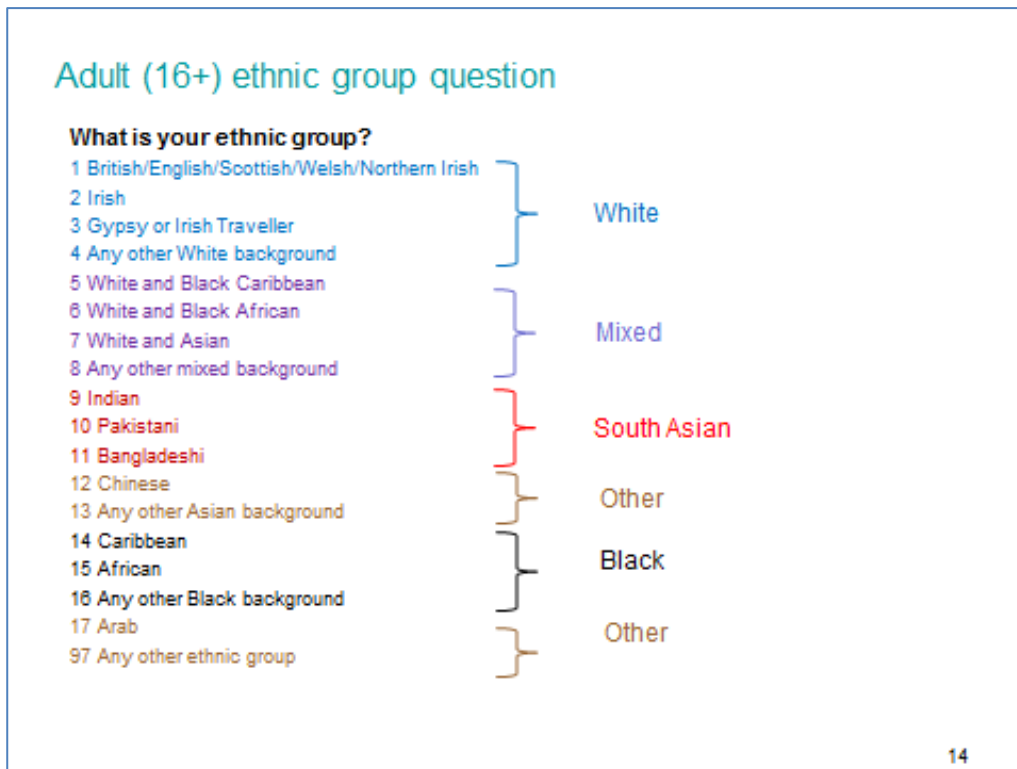 Adult (16+) ethnic group question
What is your ethnic group?
1 British/English/Scottish/Welsh/Northern Irish
2 Irish
3 Gypsy or Irish Traveller
4 Any other White background
White
5 White and Black Caribbean
6 White and Black African
7 White and Asian
8 Any other mixed background
Mixed
9 Indian
10 Pakistani
11 Bangladeshi
South Asian
12 Chinese
13 Any other Asian background
Other
14 Caribbean
15 African
16 Any other Black background
Black
17 Arab
97 Any other ethnic group
Other
14